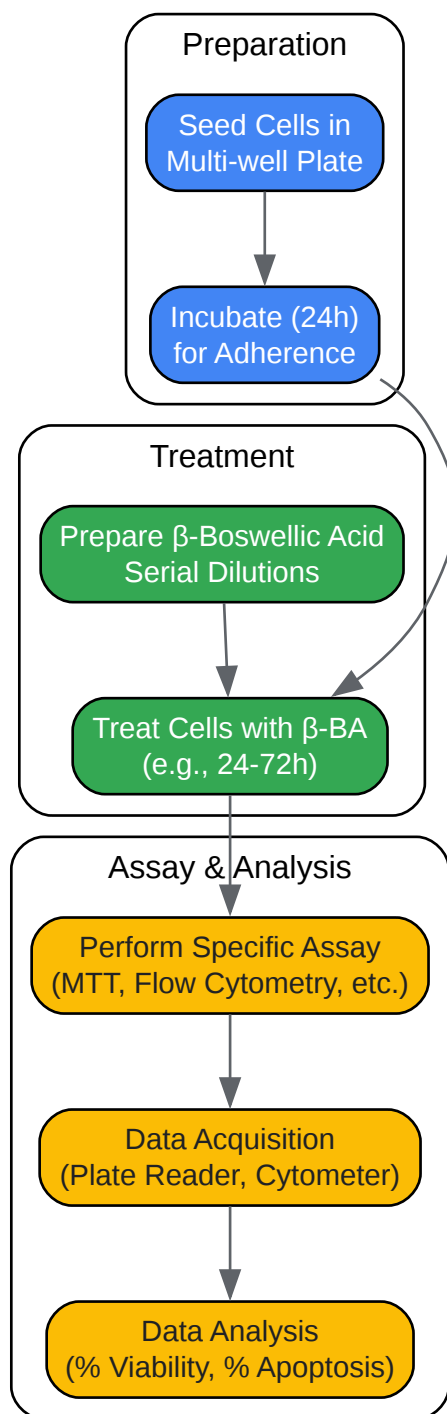 Preparation
Seed Cells in
Multi-well Plate
Incubate (24h)
for Adherence
Treatment
Prepare β-Boswellic Acid
Serial Dilutions
Treat Cells with β-BA
(e.g., 24-72h)
Assay & Analysis
Perform Specific Assay
(MTT, Flow Cytometry, etc.)
Data Acquisition
(Plate Reader, Cytometer)
Data Analysis
(% Viability, % Apoptosis)